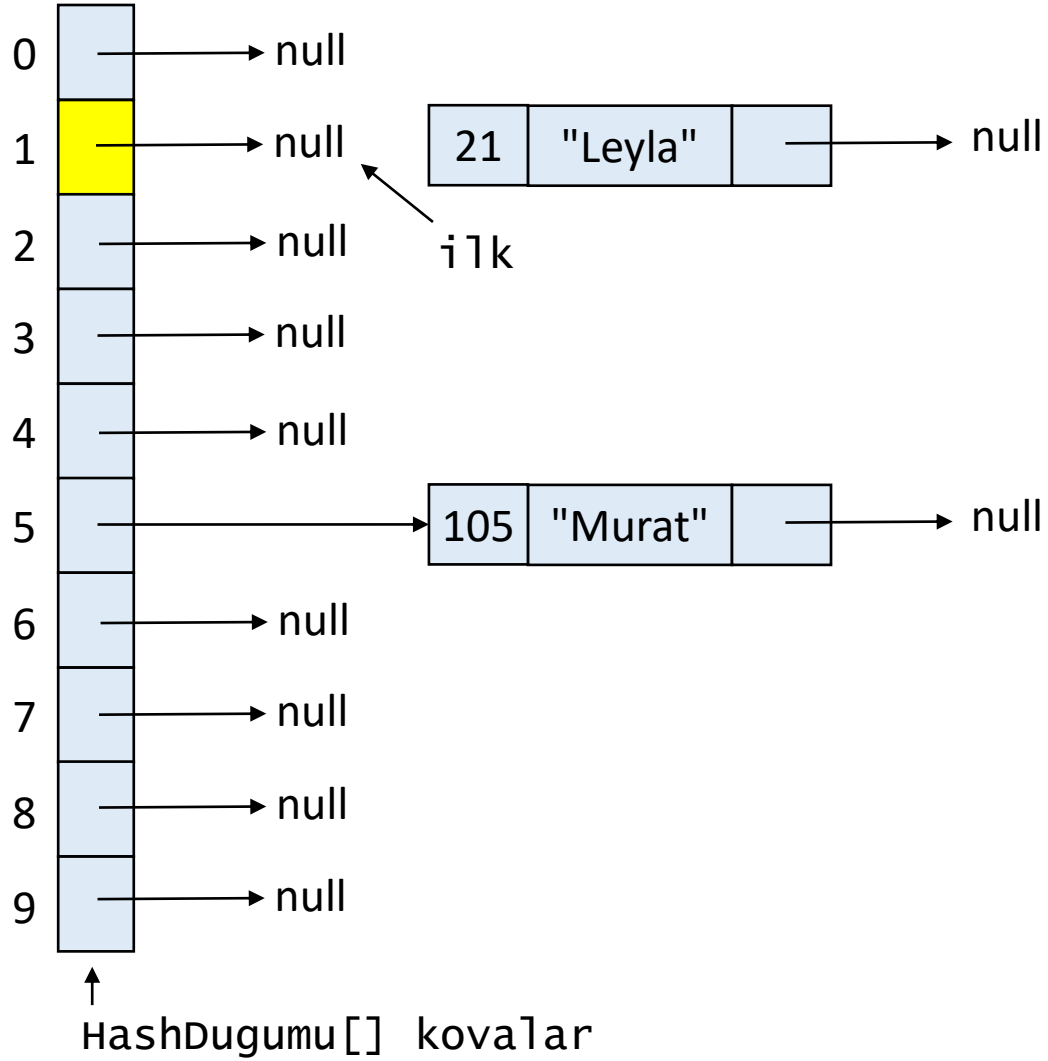 0 null
1 null 21 "Leyla" null
ilk
2 null
3 null
4 null
5 105 "Murat" null
6 null
7 null
8 null
9 null
HashDugumu[] kovalar